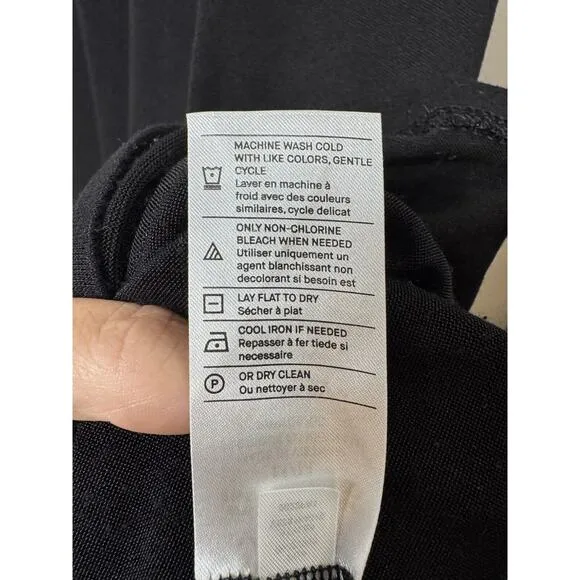 MACHINE WASH COLD
WITH LIKE COLORS, GENTLE
CYCLE
Laver en machine à
froid avec des couleurs
similaires, cycle delicat
ONLY NON-CHLORINE
BLEACH WHEN NEEDED
Utiliser uniquement un
agent blanchissant non
decolorant si besoin est
LAY FLAT TO DRY
Sécher à plat
COOL IRON IF NEEDED
Repasser à fer tiede si
necessaire
P
OR DRY CLEAN
Ou nettoyer à sec